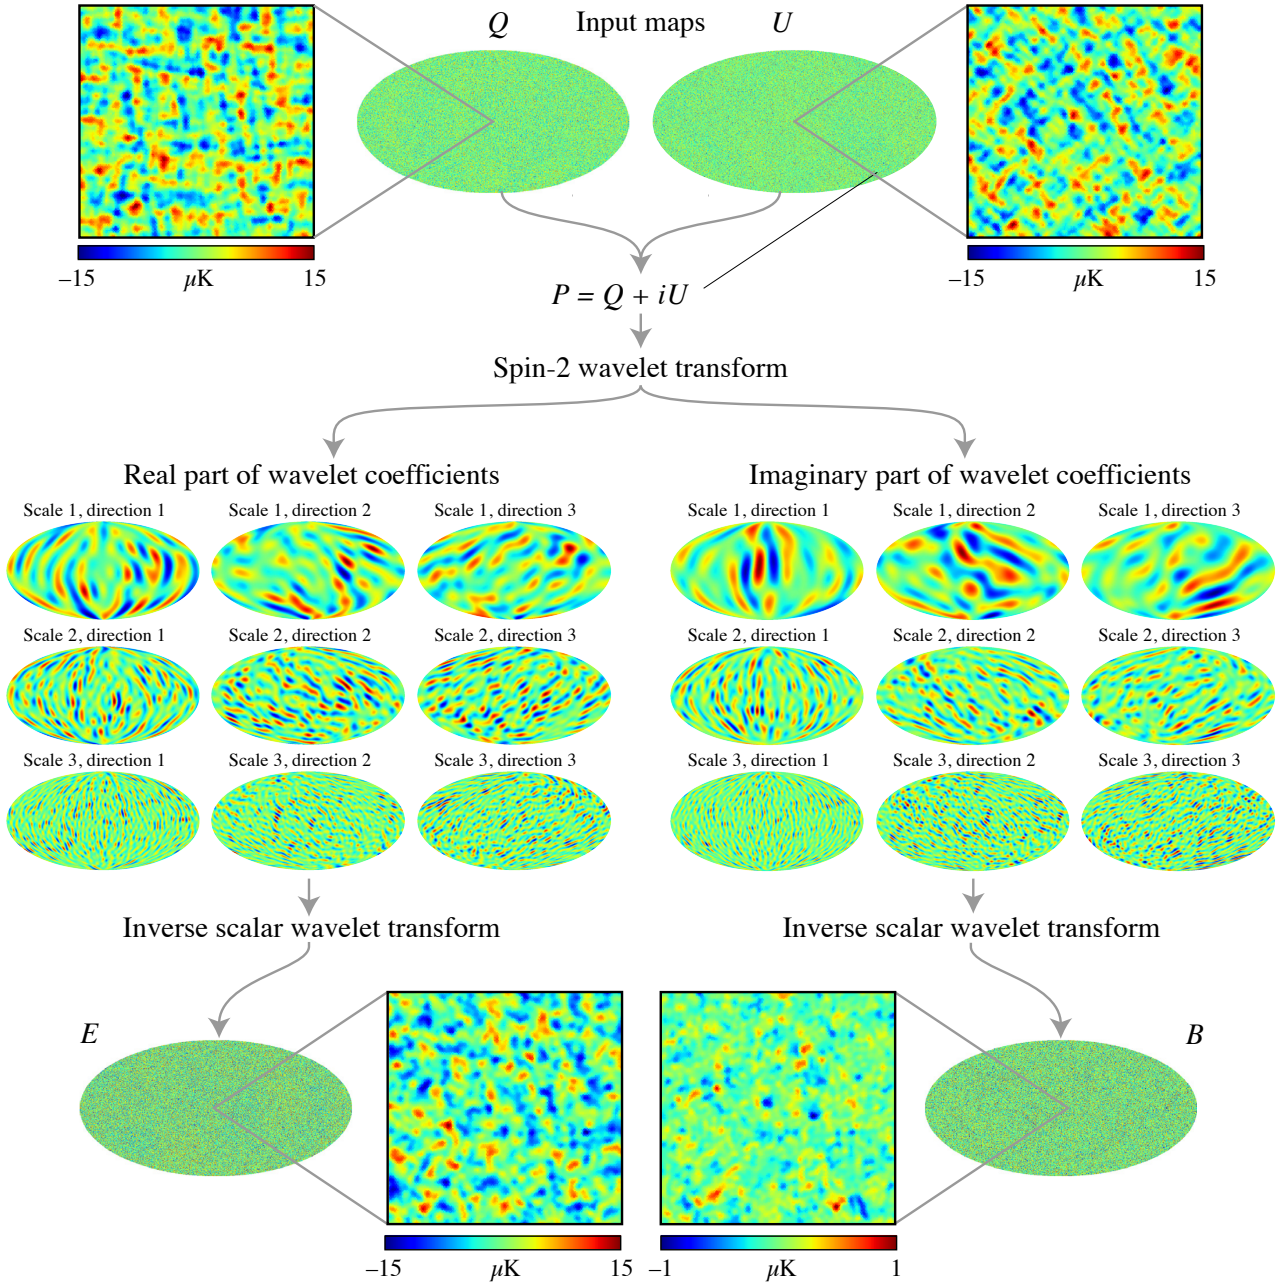 Q Input maps U
–15 µK 15
–15 µK 15
P = Q + iU
Spin-2 wavelet transform
Real part of wavelet coefficients
Scale 1, direction 1 Scale 1, direction 2 Scale 1, direction 3
Scale 2, direction 1 Scale 2, direction 2 Scale 2, direction 3
Scale 3, direction 1 Scale 3, direction 2 Scale 3, direction 3
Inverse scalar wavelet transform
Imaginary part of wavelet coefficients
Scale 1, direction 1 Scale 1, direction 2 Scale 1, direction 3
Scale 2, direction 1 Scale 2, direction 2 Scale 2, direction 3
Scale 3, direction 1 Scale 3, direction 2 Scale 3, direction 3
Inverse scalar wavelet transform
E
–15 µK 15
B
–1 µK 1